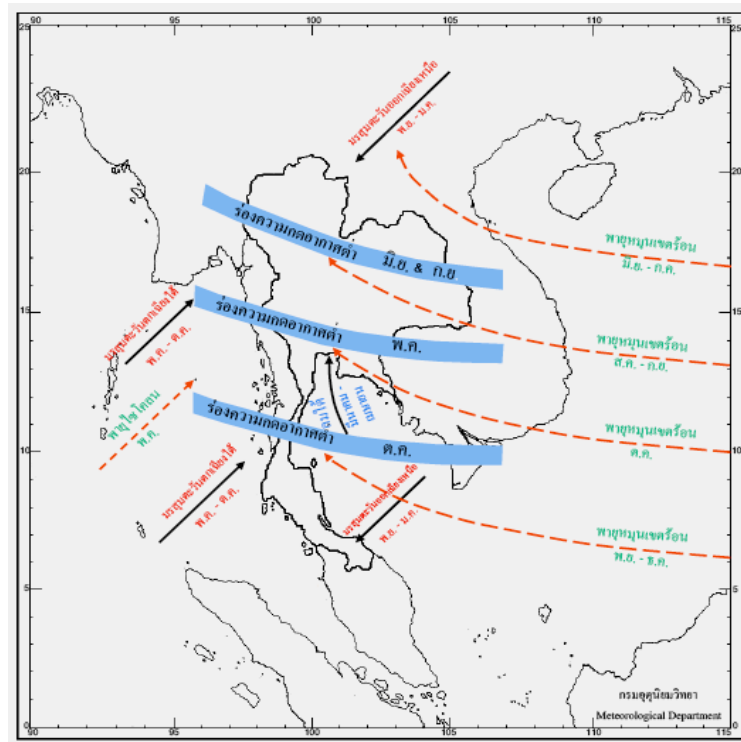 90 95 100 105 110 115
25 25
มรสุมตะวันออกเฉียงเหนือ
พ.ย. - ม.ค.
20 20
พายุหมุนเขตร้อน
มิ.ย. - ก.ค.
ร่องความกดอากาศต่ำ มิ.ย. & ก.ย
มรสุมตะวันตกเฉียงใต้
พ.ค. - ต.ค.
15 15
ร่องความกดอากาศต่ำ พ.ค.
พายุหมุนเขตร้อน
ส.ค. - ก.ย.
พายุไซโคลน
พ.ค.
ร่องความกดอากาศต่ำ ต.ค.
พายุหมุนเขตร้อน
ต.ค.
10 10
มรสุมตะวันตกเฉียงใต้
พ.ค. - ต.ค.
มรสุมตะวันออกเฉียงเหนือ
พ.ย. - ม.ค.
พายุหมุนเขตร้อน
พ.ย. - ธ.ค.
5 5
กรมอุตุนิยมวิทยา
Meteorological Department
0 0
90 95 100 105 110 115